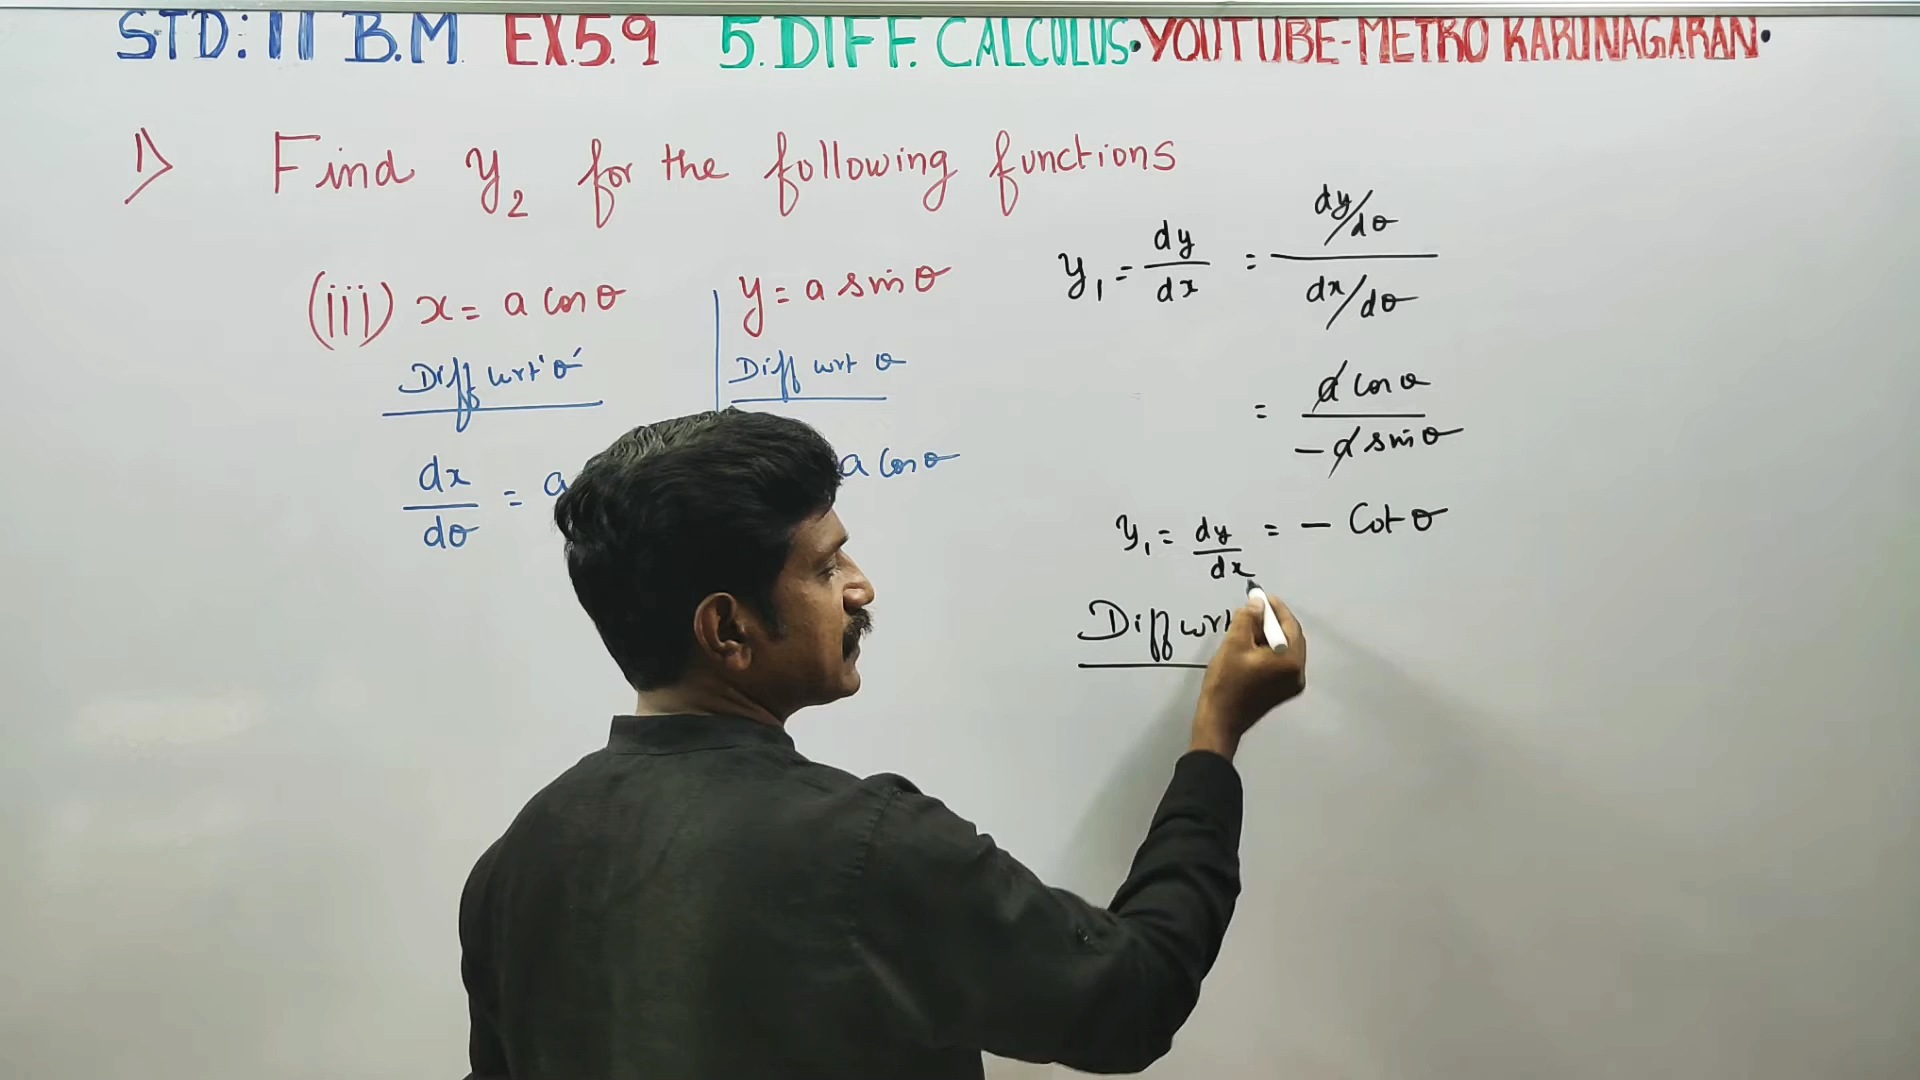 STD: 11 B.M EX.5.9 5. DIFF. CALCULUS • YOUTUBE-METRO KARUNAGARAN •
1) Find y₂ for the following functions
(iii) x = a cos θ
y = a sin θ
Diff wrt 'θ'
Diff wrt θ
dx/dθ = a
a cos θ
y₁ = dy/dx = (dy/dθ)/(dx/dθ)
= (a cos θ)/(-a sin θ)
y₁ = dy/dx = - Cot θ
Diff wrt